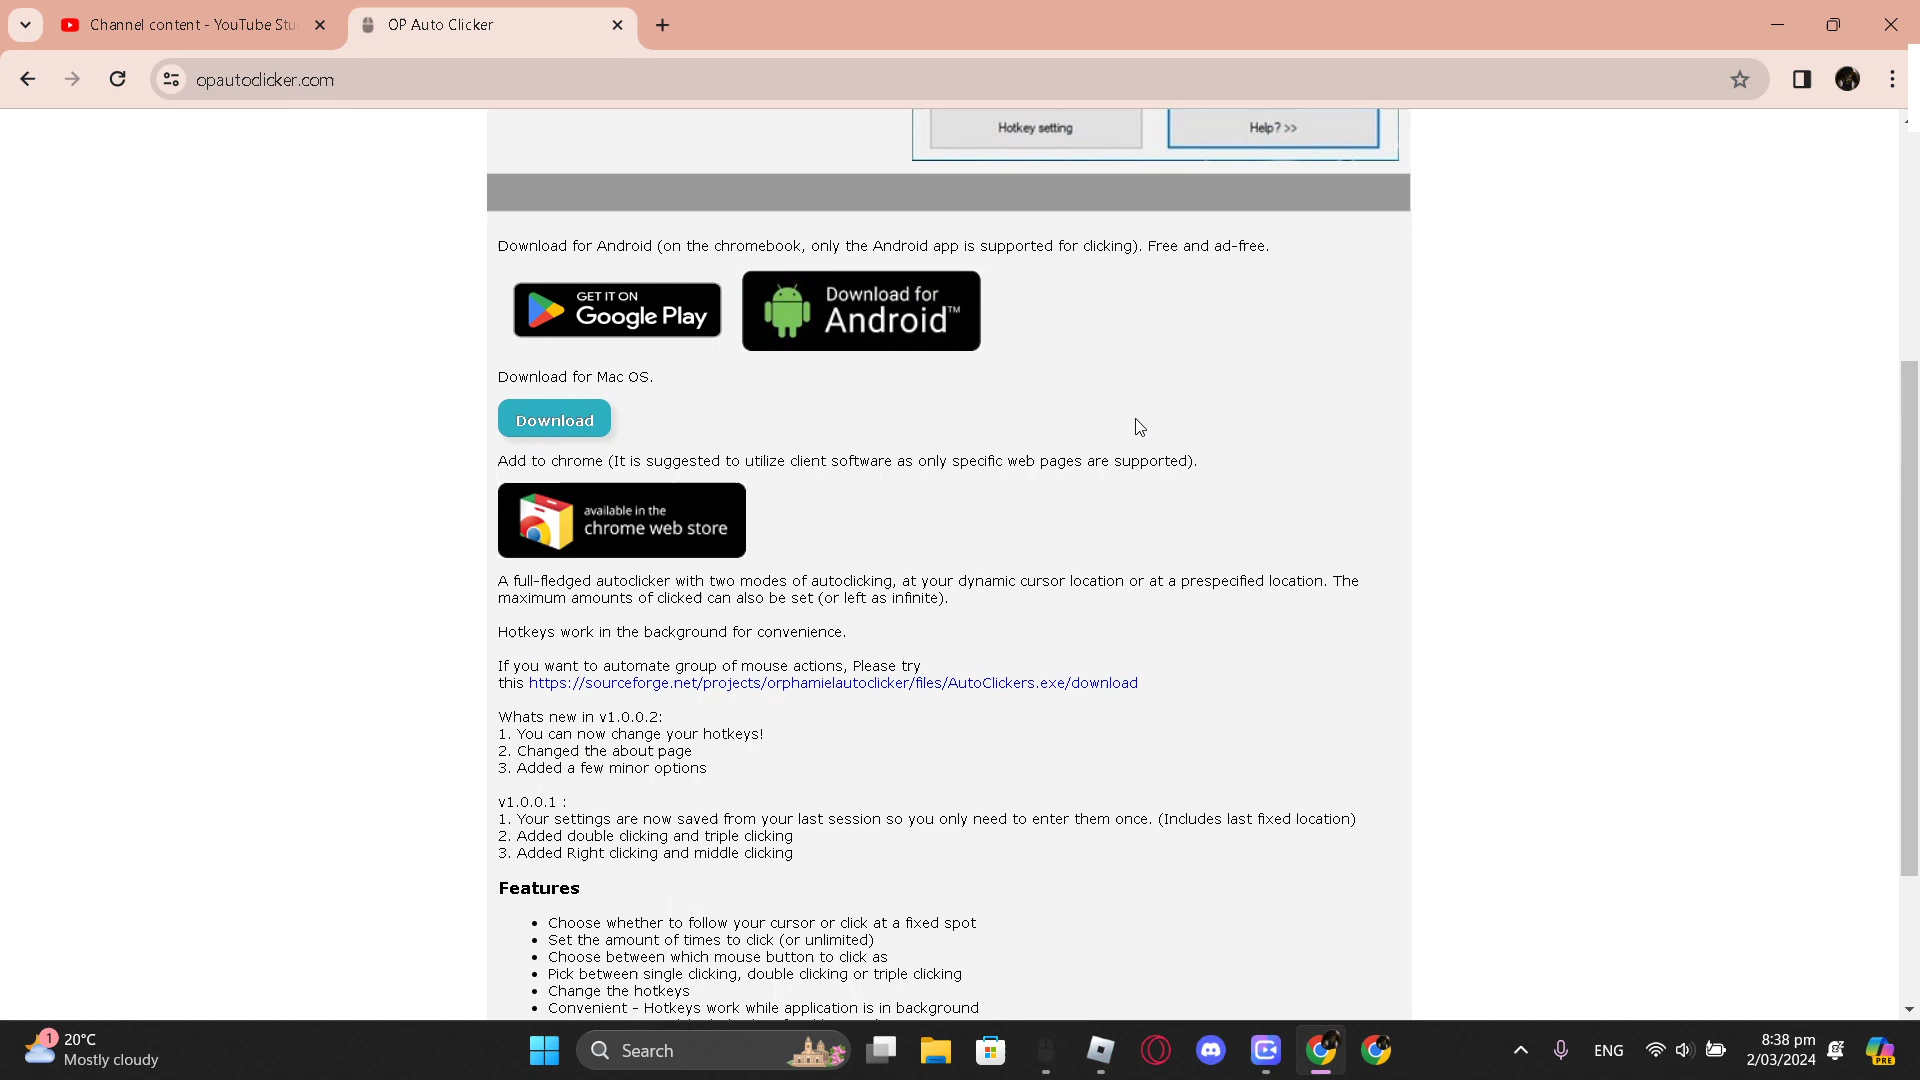 Channel content - YouTube Stu
OP Auto Clicker
opautoclicker.com
Hotkey setting
Help? >>
Download for Android (on the chromebook, only the Android app is supported for clicking). Free and ad-free.
GET IT ON
Google Play
Download for
Android™
Download for Mac OS.
Download
Add to chrome (It is suggested to utilize client software as only specific web pages are supported).
available in the
chrome web store
A full-fledged autoclicker with two modes of autoclicking, at your dynamic cursor location or at a prespecified location. The
maximum amounts of clicked can also be set (or left as infinite).
Hotkeys work in the background for convenience.
If you want to automate group of mouse actions, Please try
this https://sourceforge.net/projects/orphamielautoclicker/files/AutoClickers.exe/download
Whats new in v1.0.0.2:
1. You can now change your hotkeys!
2. Changed the about page
3. Added a few minor options
v1.0.0.1 :
1. Your settings are now saved from your last session so you only need to enter them once. (Includes last fixed location)
2. Added double clicking and triple clicking
3. Added Right clicking and middle clicking
Features
• Choose whether to follow your cursor or click at a fixed spot
• Set the amount of times to click (or unlimited)
• Choose between which mouse button to click as
• Pick between single clicking, double clicking or triple clicking
• Change the hotkeys
• Convenient - Hotkeys work while application is in background
1
20°C
Mostly cloudy
Search
ENG
8:38 pm
2/03/2024
PRE